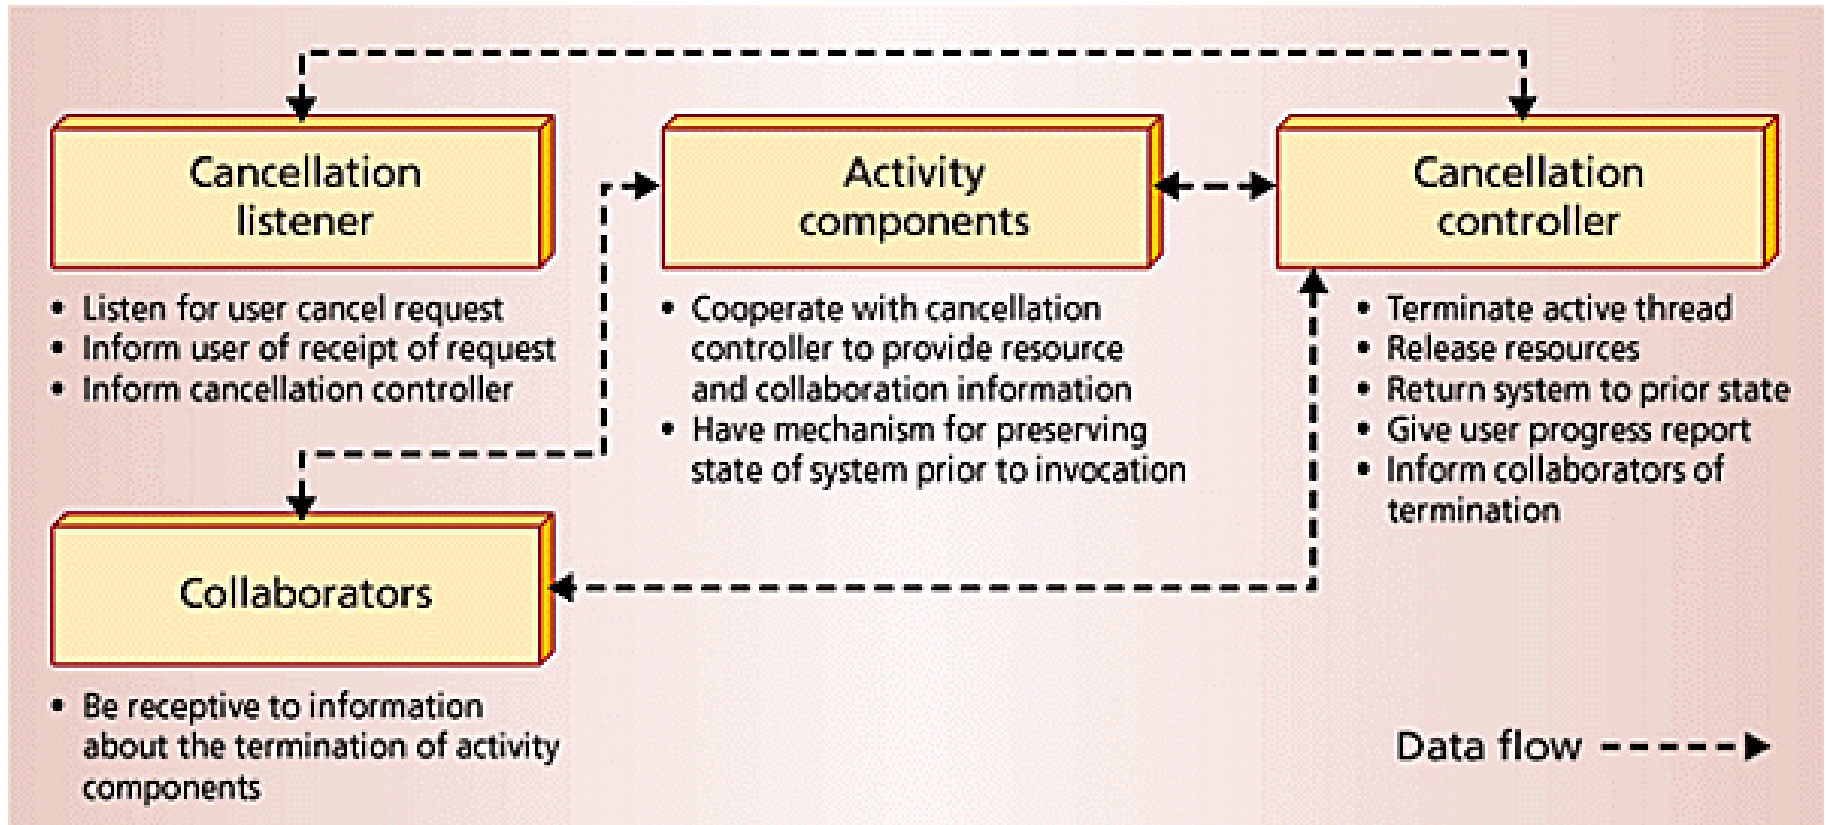 Cancellation
listener
• Listen for user cancel request
• Inform user of receipt of request
• Inform cancellation controller
Activity
components
• Cooperate with cancellation
controller to provide resource
and collaboration information
• Have mechanism for preserving
state of system prior to invocation
Cancellation
controller
• Terminate active thread
• Release resources
• Return system to prior state
• Give user progress report
• Inform collaborators of
termination
Collaborators
• Be receptive to information
about the termination of activity
components
Data flow